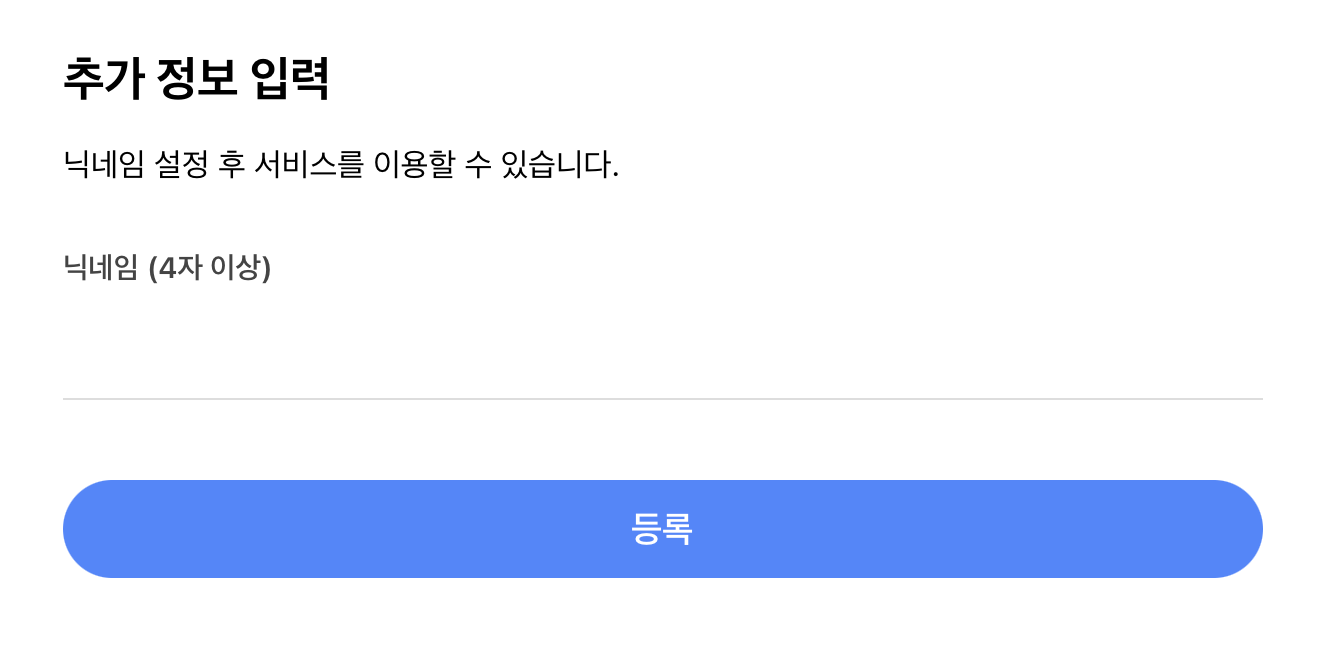 추가 정보 입력
닉네임 설정 후 서비스를 이용할 수 있습니다.
닉네임 (4자 이상)
등록